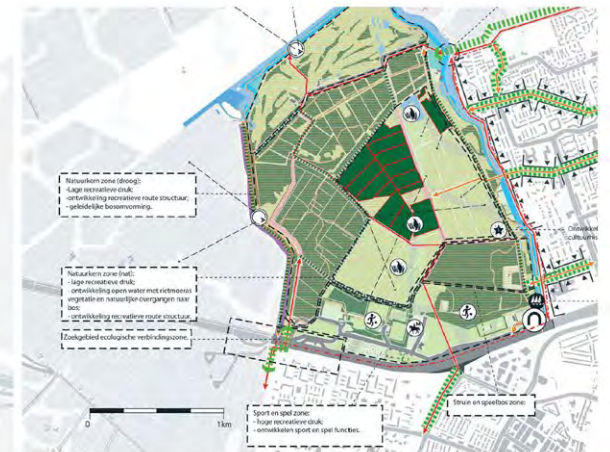 Natuurkern zone (droog):
-Lage recreatieve druk;
-ontwikkeling recreatieve route structuur;
- geleidelijke bosomvorming.
Natuurkern zone (nat):
- lage recreatieve druk;
- ontwikkeling open water met rietmoeras
vegetatie en natuurlijke overgangen naar
bos;
- ontwikkeling recreatieve route structuur.
Zoekgebied ecologische verbindingszone.
Ontwikkel
0
1km
Sport en spel zone:
- hoge recreatieve druk;
- ontwikkelen sport en spel functies.
Struin en speelbos zone: